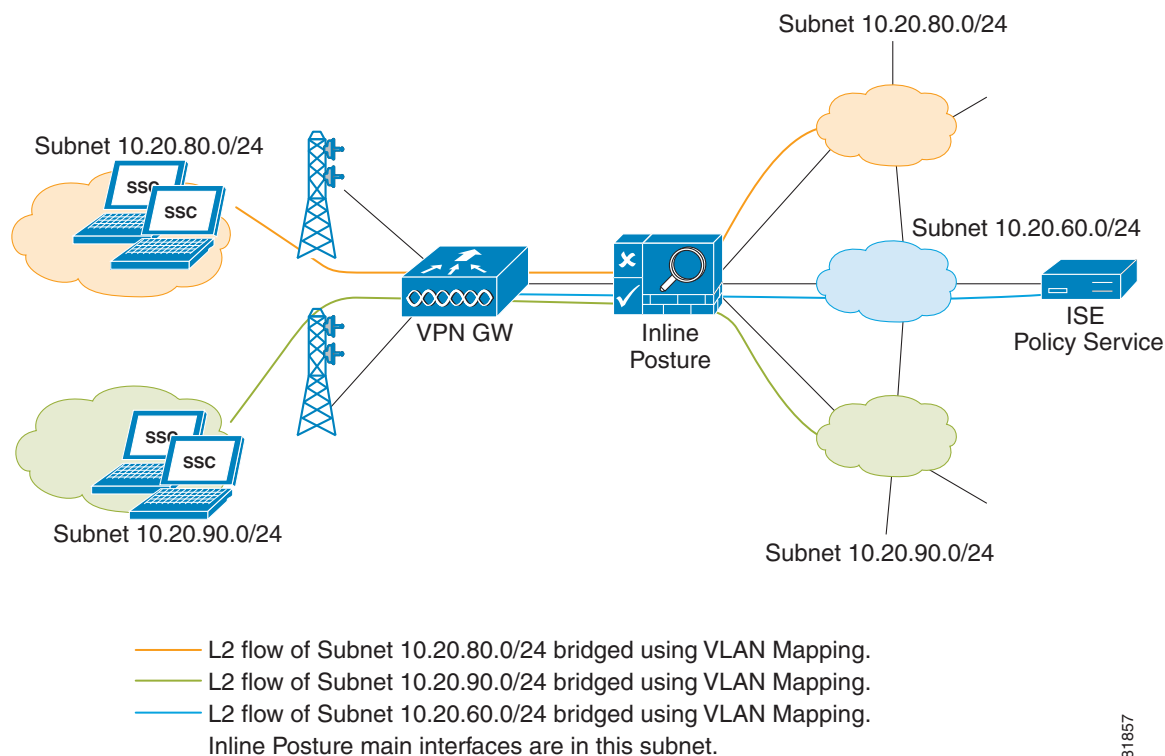 Subnet 10.20.80.0/24
Subnet 10.20.80.0/24
SSC
SSC
Subnet 10.20.60.0/24
VPN GW
Inline
Posture
ISE
Policy Service
SSC
SSC
Subnet 10.20.90.0/24
Subnet 10.20.90.0/24
L2 flow of Subnet 10.20.80.0/24 bridged using VLAN Mapping.
L2 flow of Subnet 10.20.90.0/24 bridged using VLAN Mapping.
L2 flow of Subnet 10.20.60.0/24 bridged using VLAN Mapping.
Inline Posture main interfaces are in this subnet.